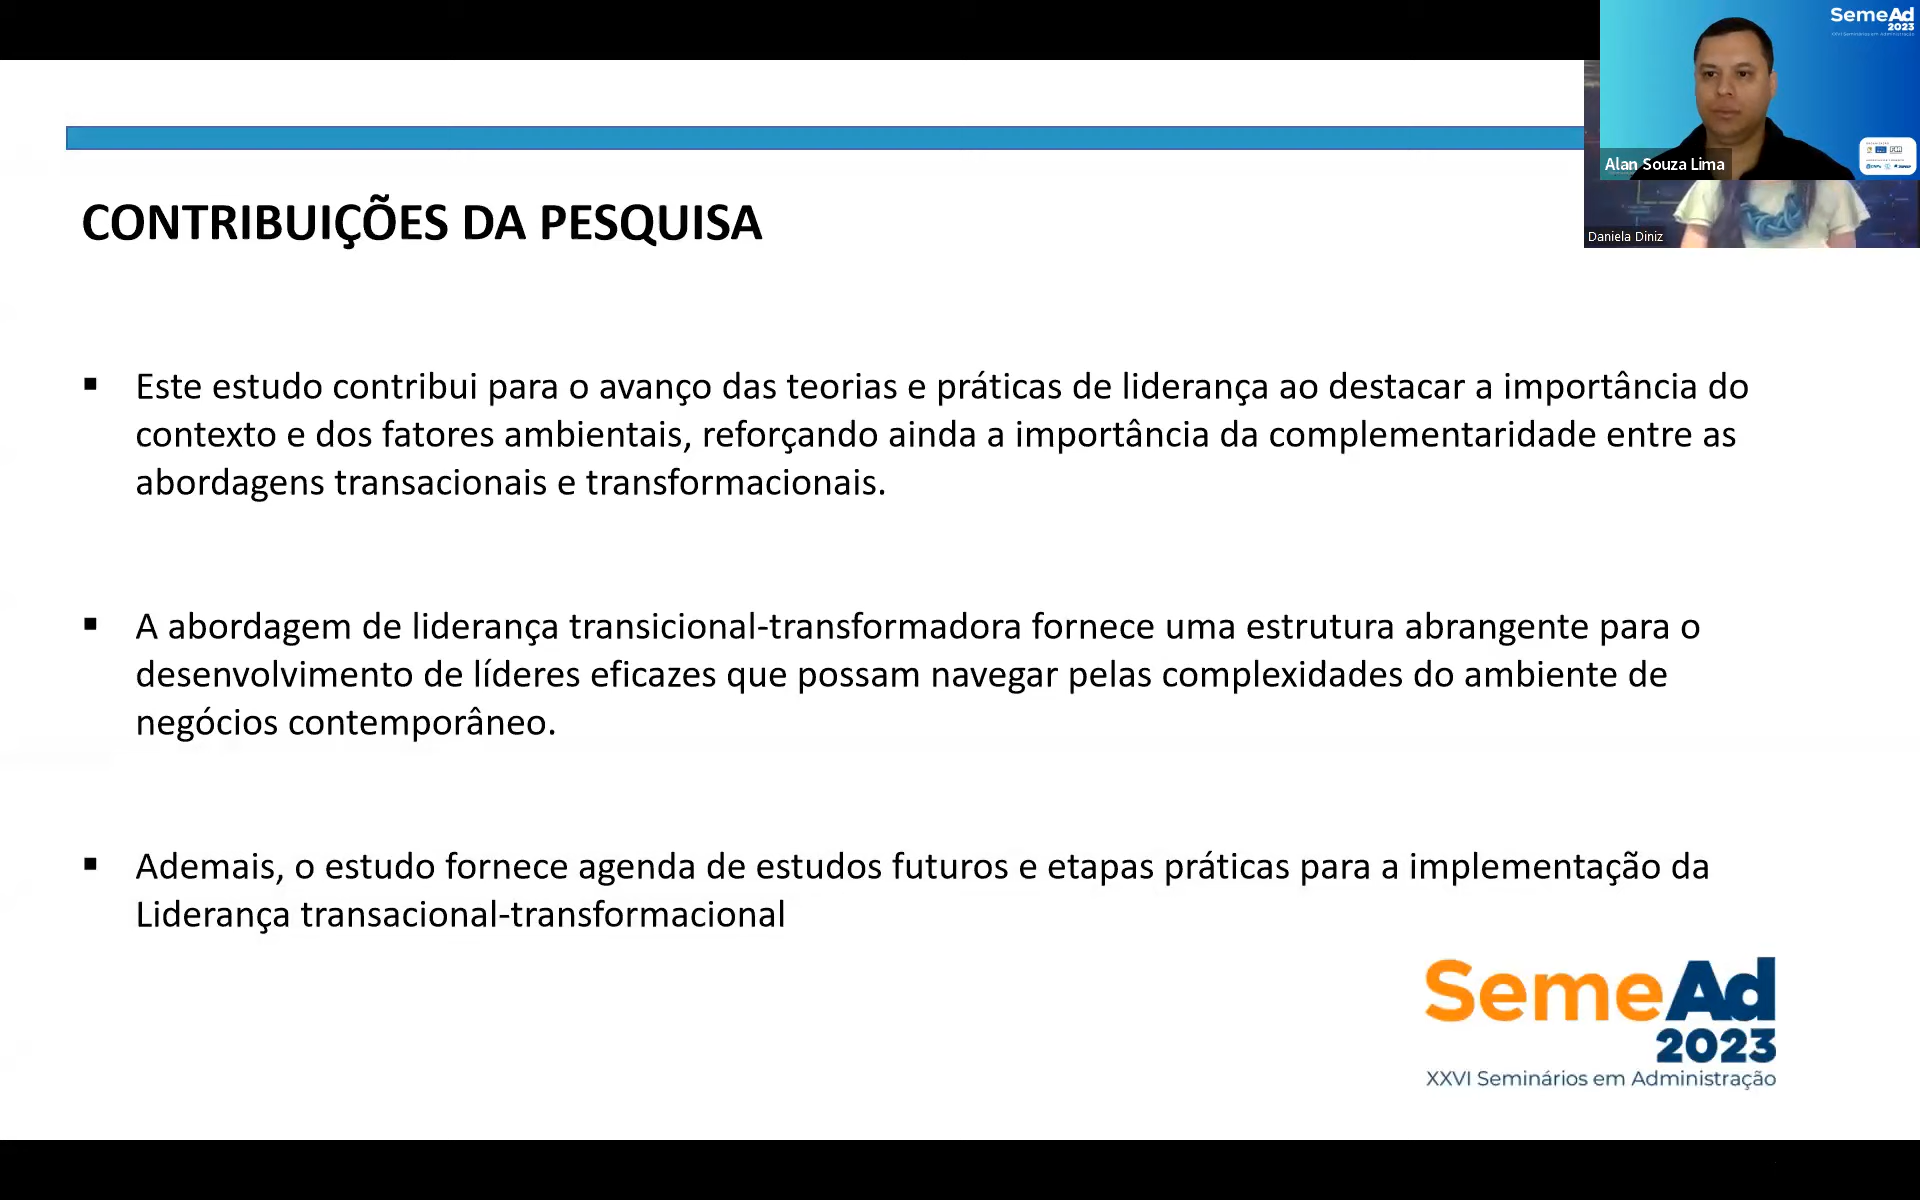 SemeAd
2023
XXVI Seminários em Administração
Alan Souza Lima
Daniela Diniz
CONTRIBUIÇÕES DA PESQUISA
▪ Este estudo contribui para o avanço das teorias e práticas de liderança ao destacar a importância do
contexto e dos fatores ambientais, reforçando ainda a importância da complementaridade entre as
abordagens transacionais e transformacionais.
▪ A abordagem de liderança transicional-transformadora fornece uma estrutura abrangente para o
desenvolvimento de líderes eficazes que possam navegar pelas complexidades do ambiente de
negócios contemporâneo.
▪ Ademais, o estudo fornece agenda de estudos futuros e etapas práticas para a implementação da
Liderança transacional-transformacional
SemeAd
2023
XXVI Seminários em Administração